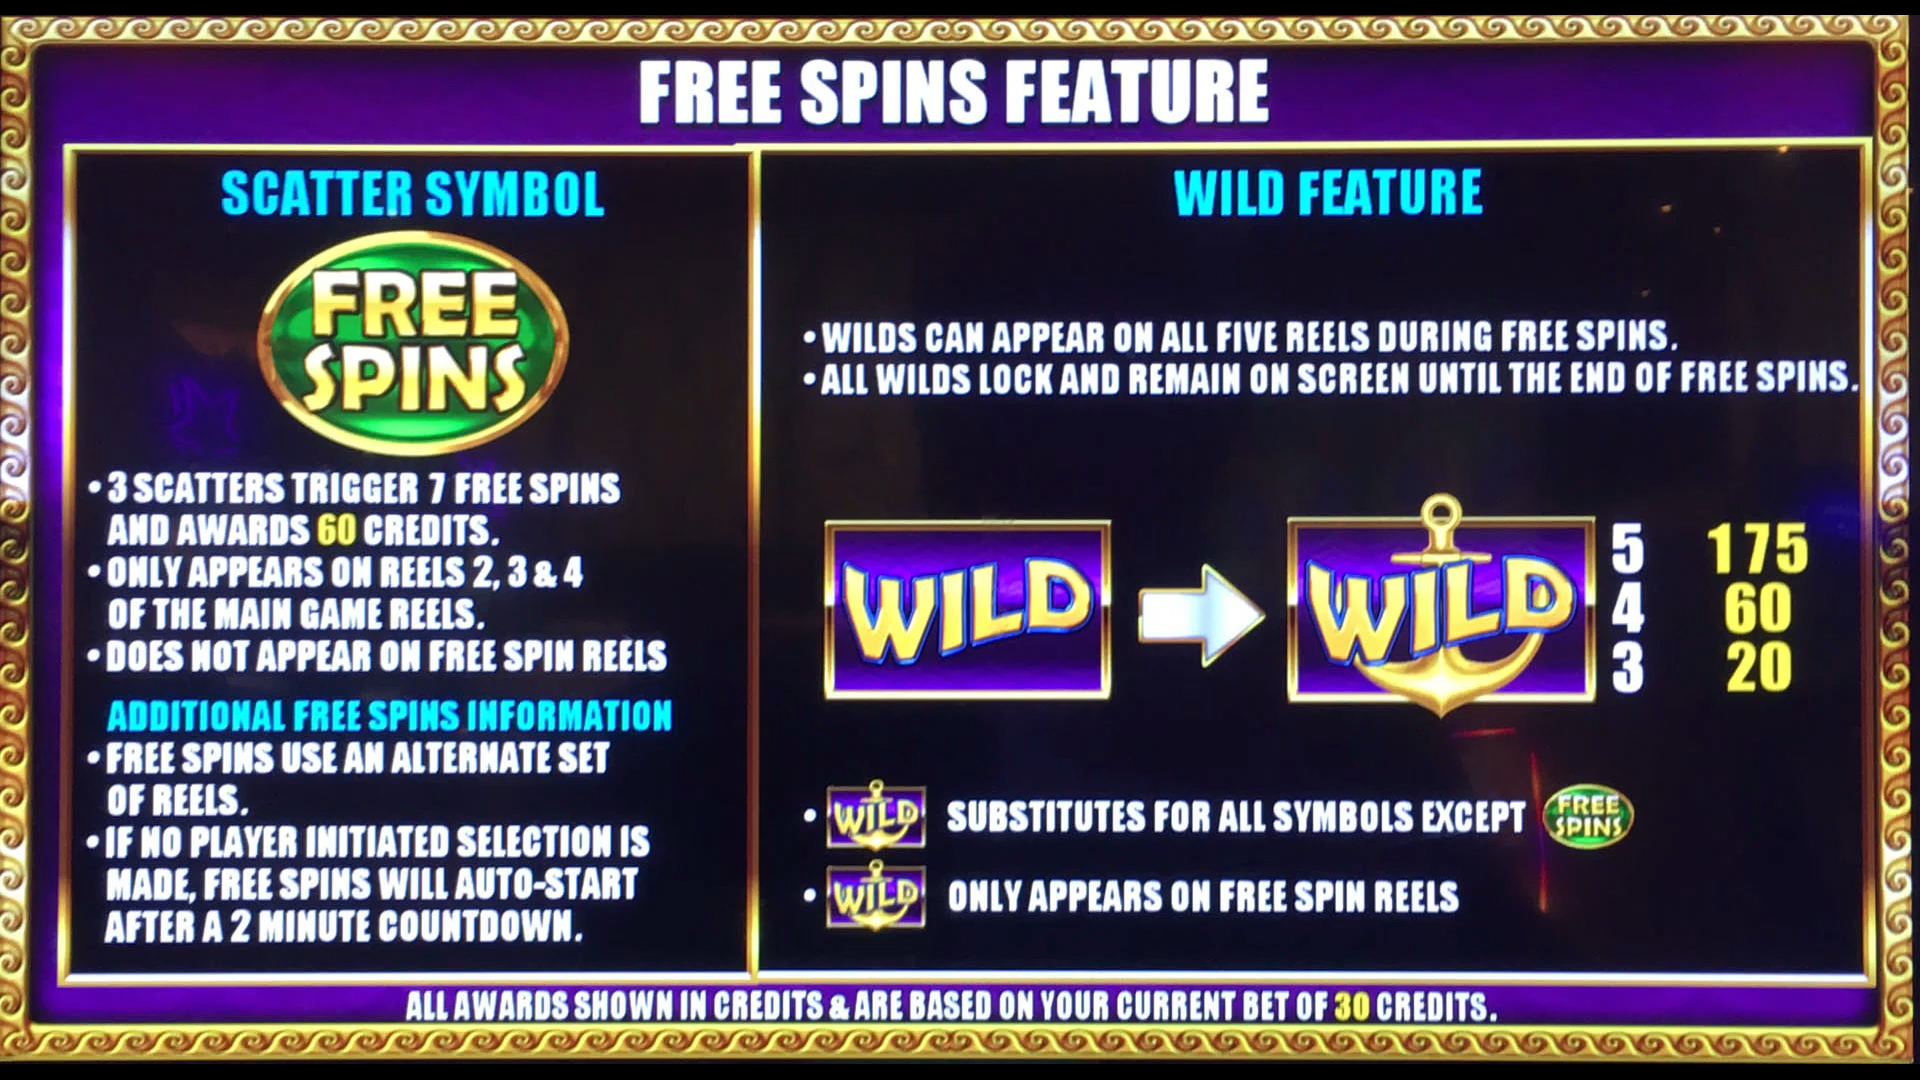 FREE SPINS FEATURE
SCATTER SYMBOL
FREE
SPINS
• 3 SCATTERS TRIGGER 7 FREE SPINS
AND AWARDS 60 CREDITS.
• ONLY APPEARS ON REELS 2, 3 & 4
OF THE MAIN GAME REELS.
• DOES NOT APPEAR ON FREE SPIN REELS
ADDITIONAL FREE SPINS INFORMATION
• FREE SPINS USE AN ALTERNATE SET
OF REELS.
• IF NO PLAYER INITIATED SELECTION IS
MADE, FREE SPINS WILL AUTO-START
AFTER A 2 MINUTE COUNTDOWN.
WILD FEATURE
• WILDS CAN APPEAR ON ALL FIVE REELS DURING FREE SPINS.
• ALL WILDS LOCK AND REMAIN ON SCREEN UNTIL THE END OF FREE SPINS.
WILD
WILD
5 175
4 60
3 20
• WILD SUBSTITUTES FOR ALL SYMBOLS EXCEPT FREE SPINS
• WILD ONLY APPEARS ON FREE SPIN REELS
ALL AWARDS SHOWN IN CREDITS & ARE BASED ON YOUR CURRENT BET OF 30 CREDITS.